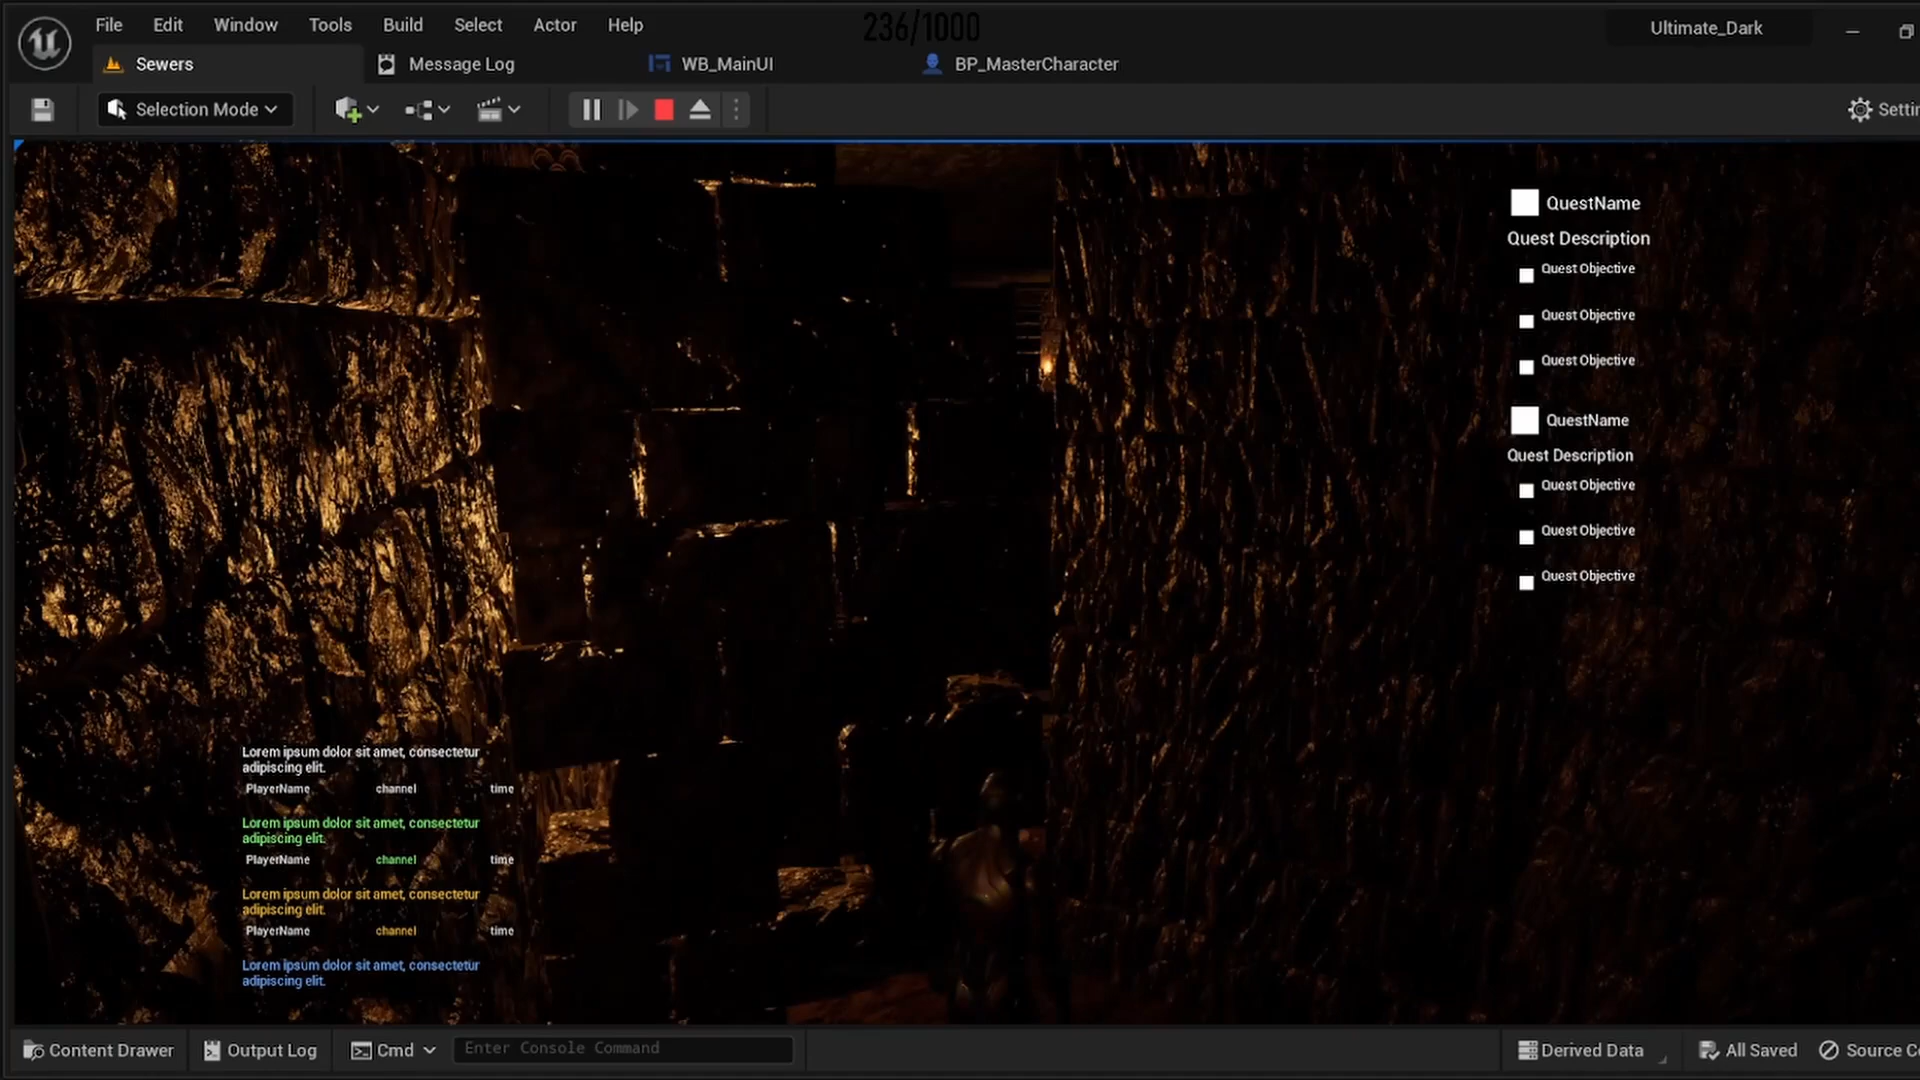 File Edit Window Tools Build Select Actor Help
236/1000
Ultimate_Dark
Sewers
Message Log
WB_MainUI
BP_MasterCharacter
Selection Mode
QuestName
Quest Description
Quest Objective
Quest Objective
Quest Objective
QuestName
Quest Description
Quest Objective
Quest Objective
Quest Objective
Lorem ipsum dolor sit amet, consectetur
adipiscing elit.
PlayerName channel time
Lorem ipsum dolor sit amet, consectetur
adipiscing elit.
PlayerName channel time
Lorem ipsum dolor sit amet, consectetur
adipiscing elit.
PlayerName channel time
Lorem ipsum dolor sit amet, consectetur
adipiscing elit.
Content Drawer
Output Log
Cmd
Enter Console Command
Derived Data
All Saved
Source